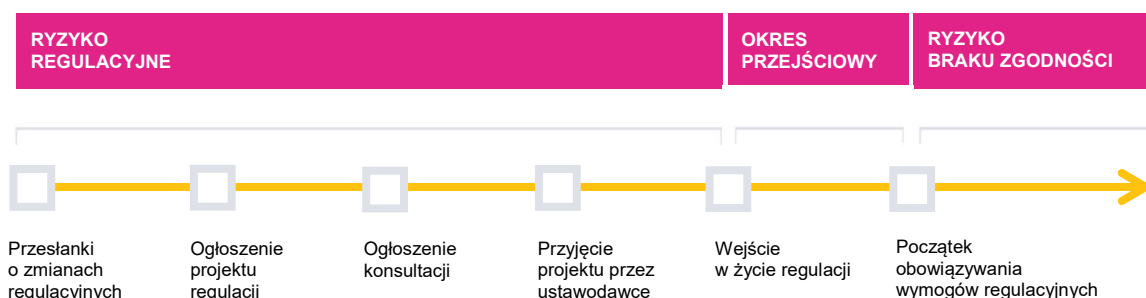 RYZYKO
REGULACYJNE
OKRES
PRZEJŚCIOWY
RYZYKO
BRAKU ZGODNOŚCI
Przesłanki
o zmianach
regulacyjnych
Ogłoszenie
projektu
regulacji
Ogłoszenie
konsultacji
Przyjęcie
projektu przez
ustawodawcę
Wejście
w życie regulacji
Początek
obowiązywania
wymogów regulacyjnych